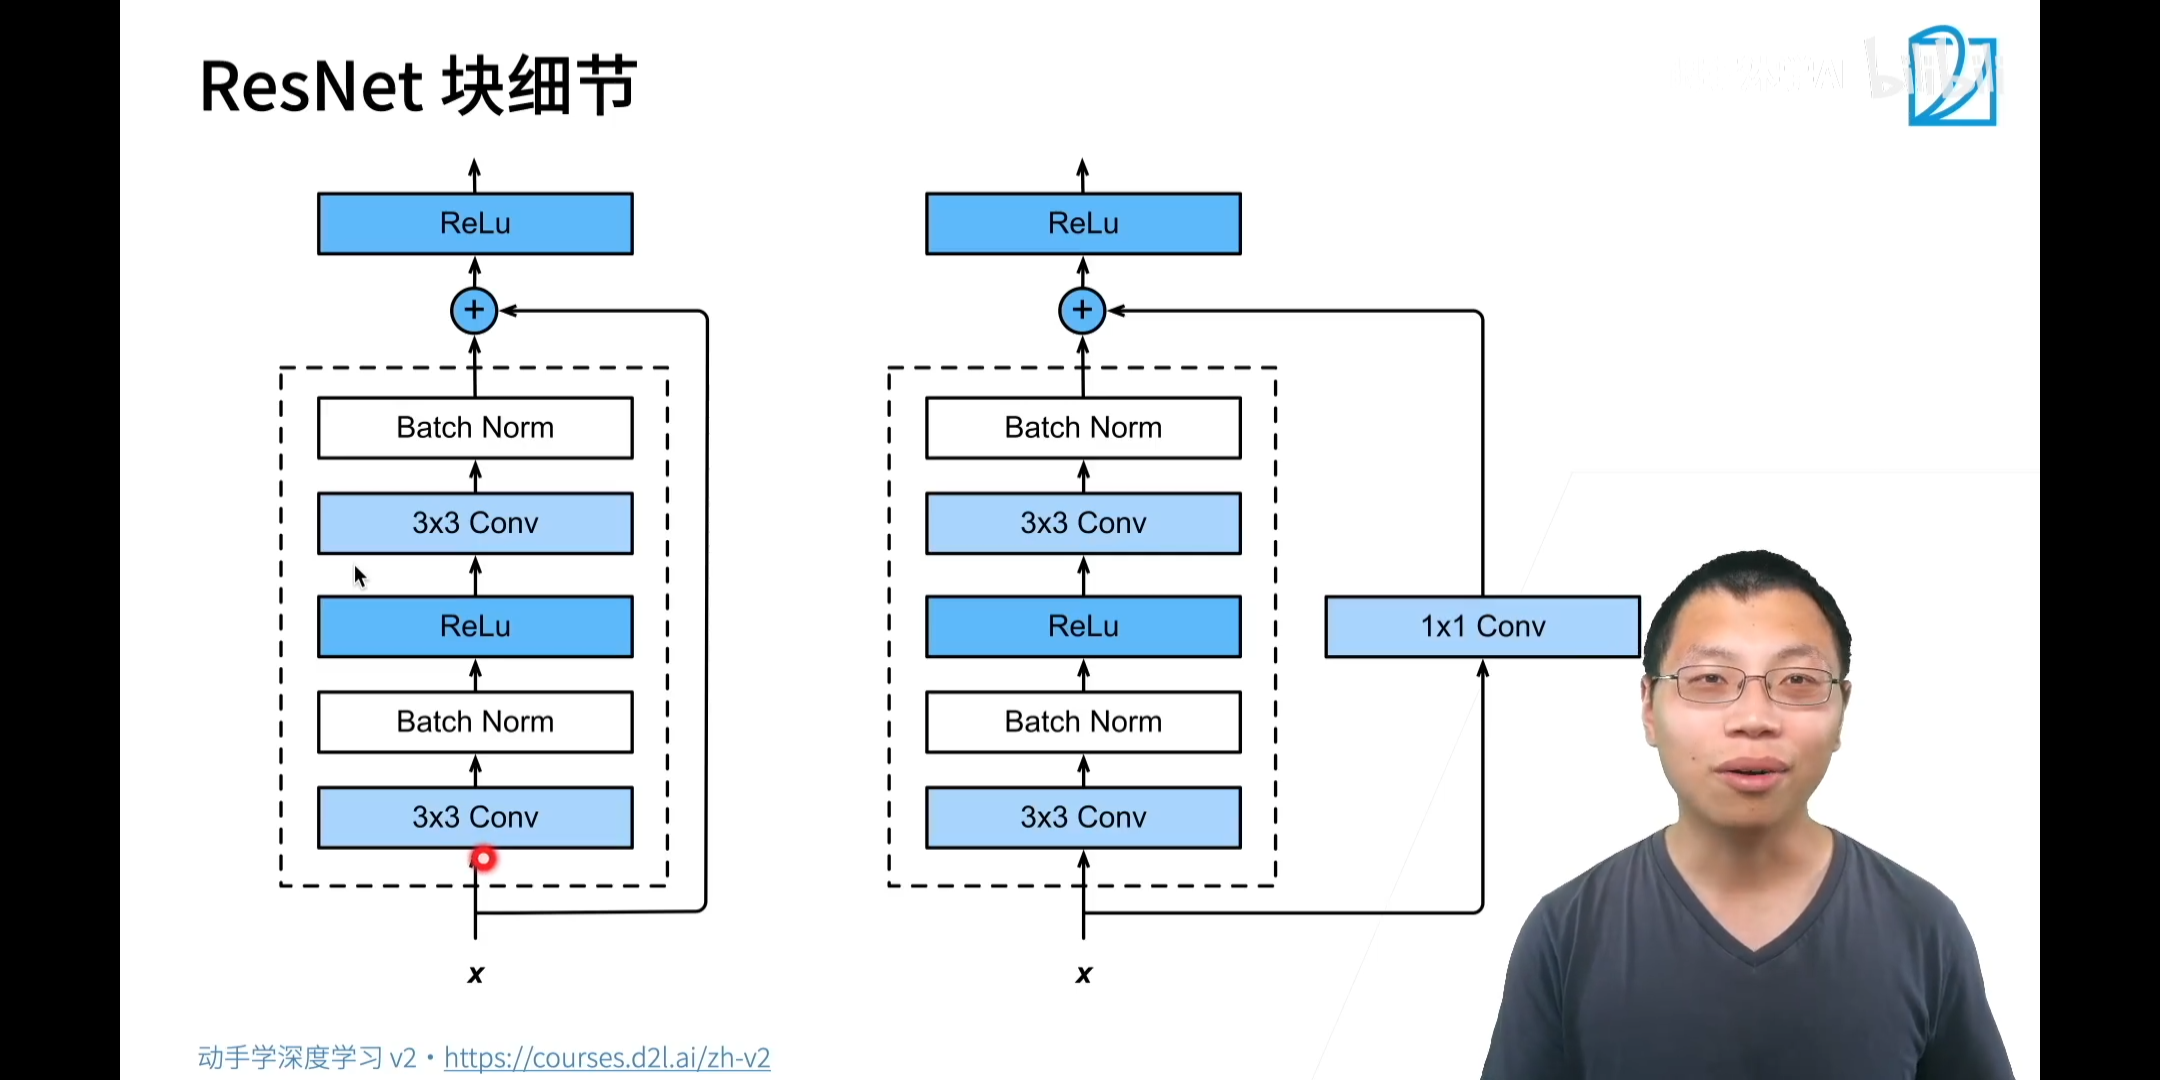 ResNet 块细节
bilibili
ReLu
+
Batch Norm
3x3 Conv
ReLu
Batch Norm
3x3 Conv
x
ReLu
+
Batch Norm
3x3 Conv
ReLu
Batch Norm
3x3 Conv
x
1x1 Conv
动手学深度学习 v2 · https://courses.d2l.ai/zh-v2